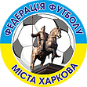 ФЕДЕРАЦІЯ ФУТБОЛУ
МІСТА ХАРКОВА